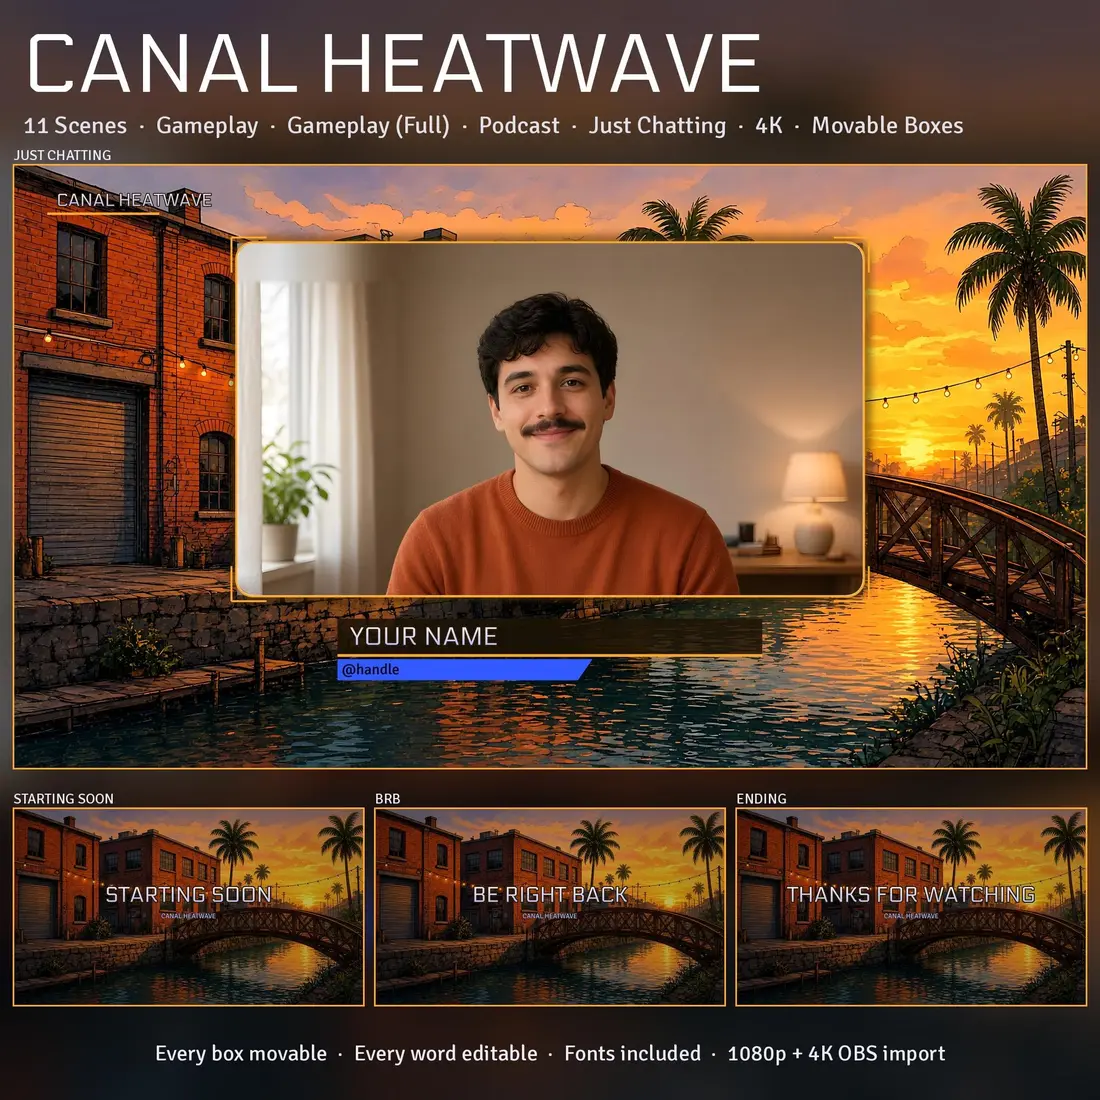 CANAL HEATWAVE
11 Scenes · Gameplay · Gameplay (Full) · Podcast · Just Chatting · 4K · Movable Boxes
JUST CHATTING
CANAL HEATWAVE
YOUR NAME
@handle
STARTING SOON
BRB
ENDING
STARTING SOON
CANAL HEATWAVE
BE RIGHT BACK
CANAL HEATWAVE
THANKS FOR WATCHING
CANAL HEATWAVE
Every box movable · Every word editable · Fonts included · 1080p + 4K OBS import